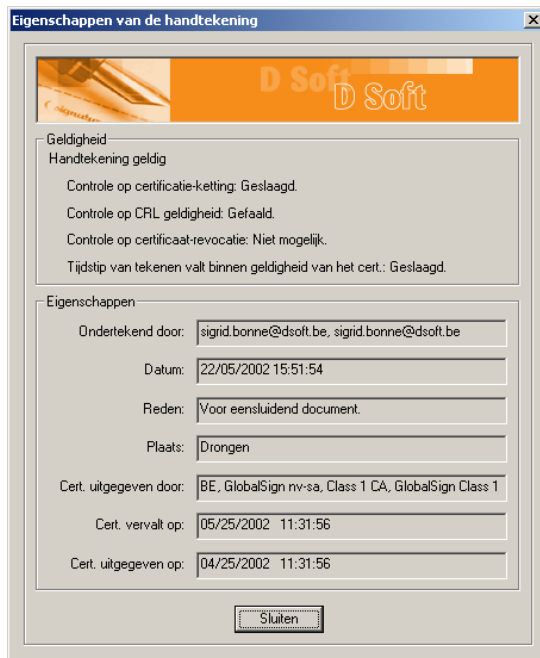 Eigenschappen van de handtekening
D Soft
D Soft
Geldigheid
Handtekening geldig
Controle op certificatie-ketting: Geslaagd.
Controle op CRL geldigheid: Gefaald.
Controle op certificaat-revocatie: Niet mogelijk.
Tijdstip van tekenen valt binnen geldigheid van het cert.: Geslaagd.
Eigenschappen
Ondertekend door: sigrid.bonne@dsoft.be, sigrid.bonne@dsoft.be
Datum: 22/05/2002 15:51:54
Reden: Voor eensluidend document.
Plaats: Drongen
Cert. uitgegeven door: BE, GlobalSign nv-sa, Class 1 CA, GlobalSign Class 1
Cert. vervalt op: 05/25/2002 11:31:56
Cert. uitgegeven op: 04/25/2002 11:31:56
Sluiten